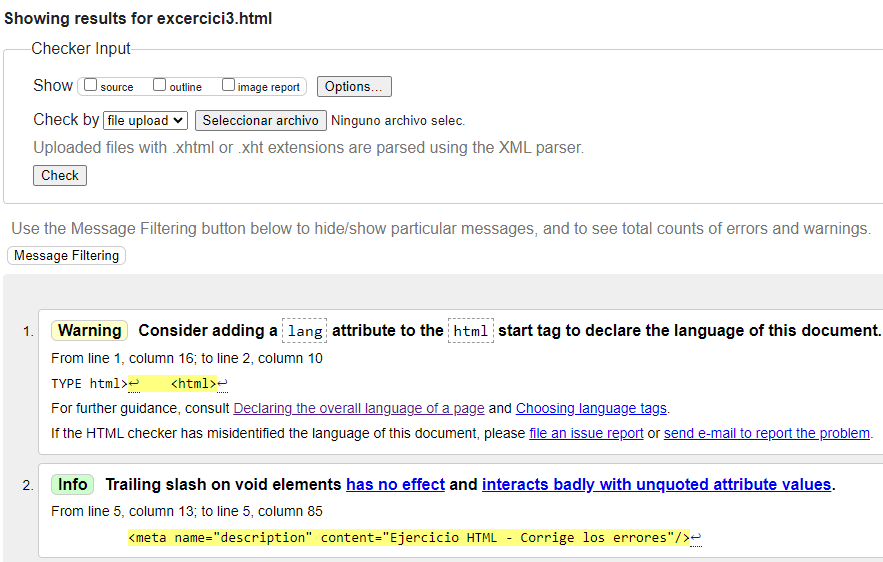 Showing results for excercici3.html
Checker Input
Show source outline image report Options...
Check by file upload Seleccionar archivo Ninguno archivo selec.
Uploaded files with .xhtml or .xht extensions are parsed using the XML parser.
Check
Use the Message Filtering button below to hide/show particular messages, and to see total counts of errors and warnings.
Message Filtering
1. Warning Consider adding a lang attribute to the html start tag to declare the language of this document.
From line 1, column 16; to line 2, column 10
TYPE html>↩    <html>↩
For further guidance, consult Declaring the overall language of a page and Choosing language tags.
If the HTML checker has misidentified the language of this document, please file an issue report or send e-mail to report the problem.
2. Info Trailing slash on void elements has no effect and interacts badly with unquoted attribute values.
From line 5, column 13; to line 5, column 85
<meta name="description" content="Ejercicio HTML - Corrige los errores"/>↩